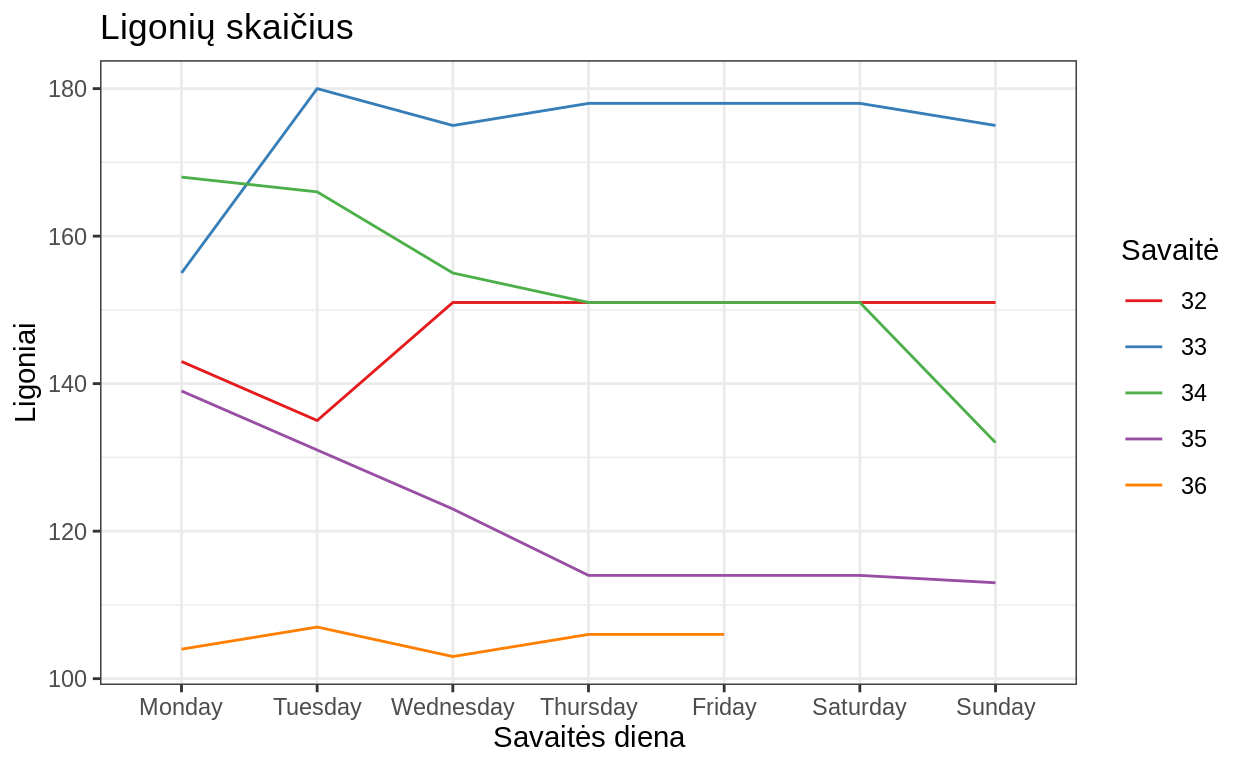 Ligonių skaičius
180
160
140
120
100
Ligoniai
Monday Tuesday Wednesday Thursday Friday Saturday Sunday
Savaitės diena
Savaitė
32
33
34
35
36